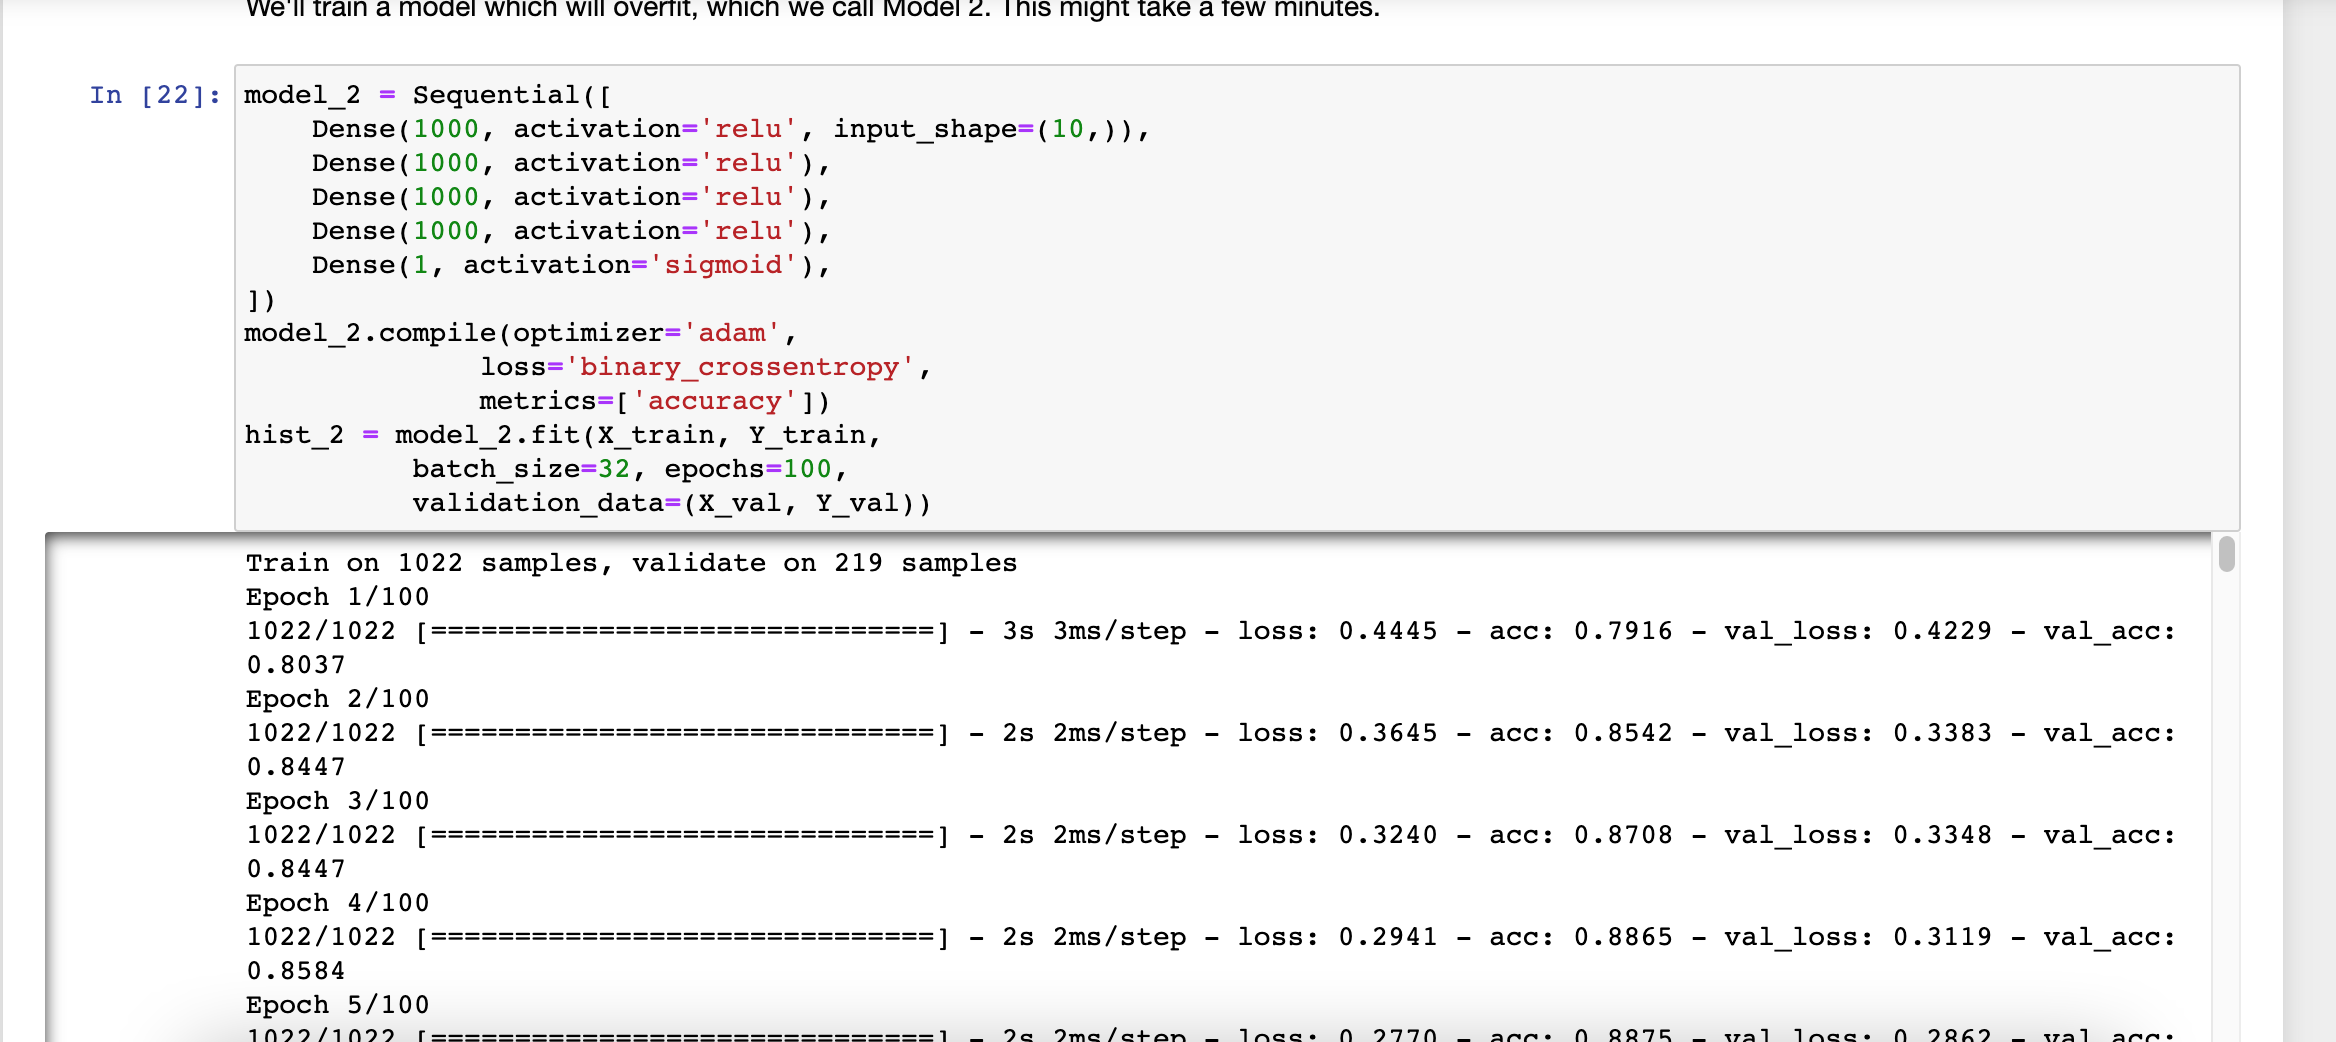 We'll train a model which will overfit, which we call Model 2. This might take a few minutes.
In [22]:
model_2 = Sequential([
    Dense(1000, activation='relu', input_shape=(10,)),
    Dense(1000, activation='relu'),
    Dense(1000, activation='relu'),
    Dense(1000, activation='relu'),
    Dense(1, activation='sigmoid'),
])
model_2.compile(optimizer='adam',
              loss='binary_crossentropy',
              metrics=['accuracy'])
hist_2 = model_2.fit(X_train, Y_train,
          batch_size=32, epochs=100,
          validation_data=(X_val, Y_val))
Train on 1022 samples, validate on 219 samples
Epoch 1/100
1022/1022 [==============================] - 3s 3ms/step - loss: 0.4445 - acc: 0.7916 - val_loss: 0.4229 - val_acc:
0.8037
Epoch 2/100
1022/1022 [==============================] - 2s 2ms/step - loss: 0.3645 - acc: 0.8542 - val_loss: 0.3383 - val_acc:
0.8447
Epoch 3/100
1022/1022 [==============================] - 2s 2ms/step - loss: 0.3240 - acc: 0.8708 - val_loss: 0.3348 - val_acc:
0.8447
Epoch 4/100
1022/1022 [==============================] - 2s 2ms/step - loss: 0.2941 - acc: 0.8865 - val_loss: 0.3119 - val_acc:
0.8584
Epoch 5/100
1022/1022 [==============================] - 2s 2ms/step - loss: 0.2770 - acc: 0.8875 - val_loss: 0.2862 - val_acc: